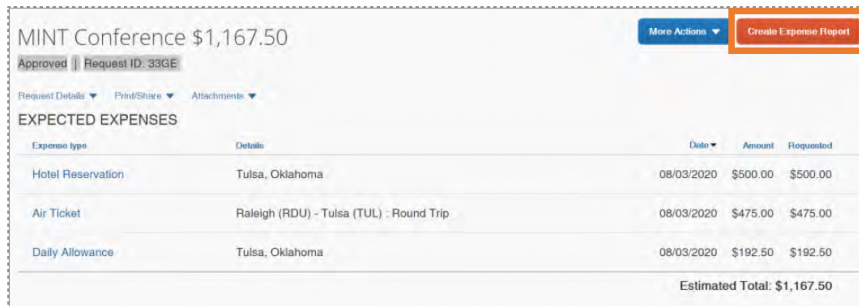 MINT Conference $1,167.50
More Actions ▼
Create Expense Report
Approved | Request ID: 33GE
Request Details ▼ Print/Share ▼ Attachments ▼
EXPECTED EXPENSES
Expense type Details Date ▼ Amount Requested
Hotel Reservation Tulsa, Oklahoma 08/03/2020 $500.00 $500.00
Air Ticket Raleigh (RDU) - Tulsa (TUL) : Round Trip 08/03/2020 $475.00 $475.00
Daily Allowance Tulsa, Oklahoma 08/03/2020 $192.50 $192.50
Estimated Total: $1,167.50